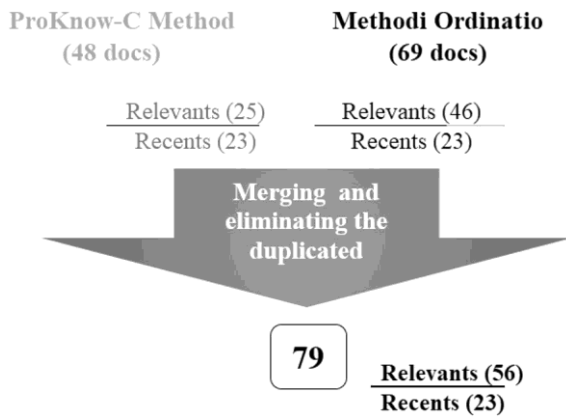 ProKnow-C Method
(48 docs)
Methodi Ordinatio
(69 docs)
Relevants (25)
Recents (23)
Relevants (46)
Recents (23)
Merging and
eliminating the
duplicated
79
Relevants (56)
Recents (23)